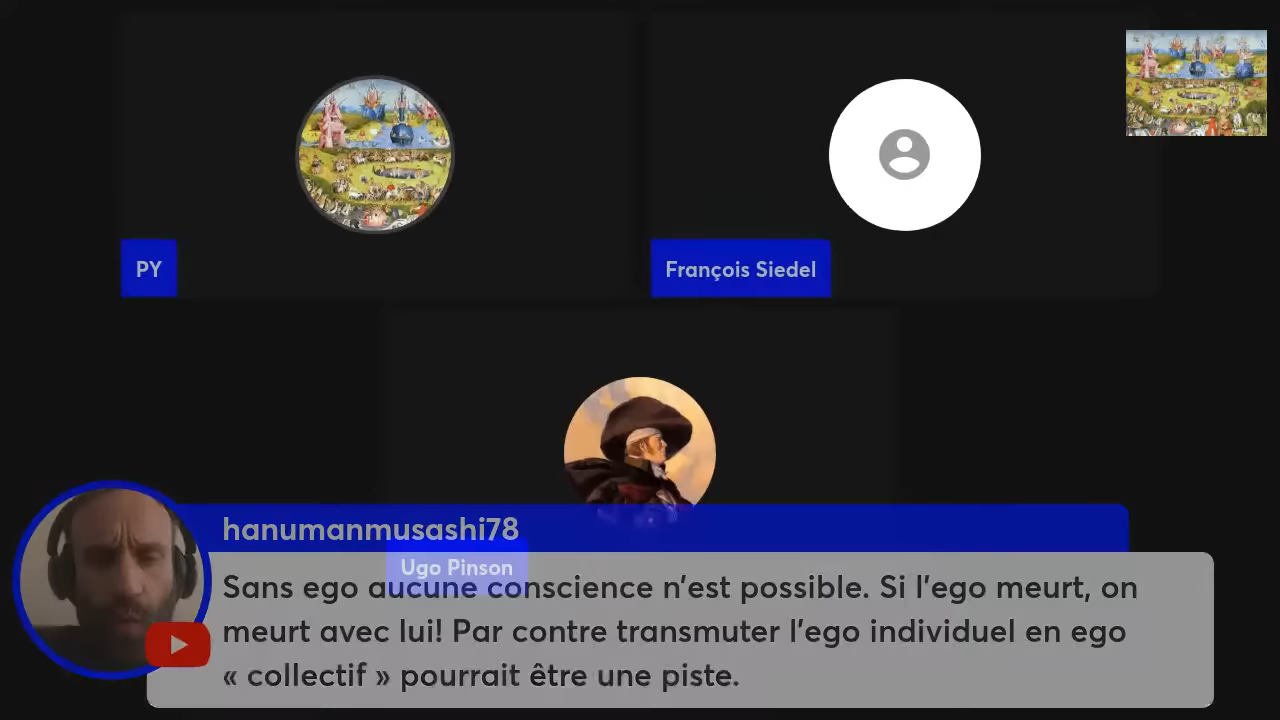 PY
François Siedel
hanumanmusashi78
Ugo Pinson
Sans ego aucune conscience n'est possible. Si l'ego meurt, on
meurt avec lui! Par contre transmuter l'ego individuel en ego
« collectif » pourrait être une piste.